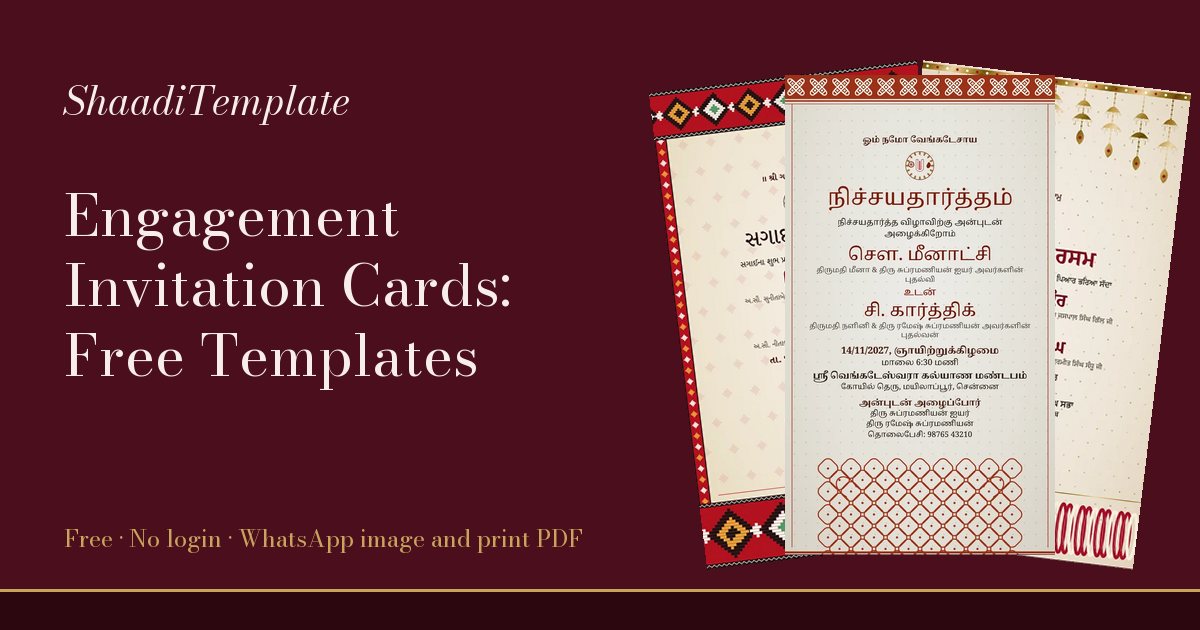 ShaadiTemplate
Engagement
Invitation Cards:
Free Templates
Free · No login · WhatsApp image and print PDF
ஓம் நமோ வேங்கடேசாய
நிச்சயதார்த்தம்
நிச்சயதார்த்த விழாவிற்கு அன்புடன்
அழைக்கிறோம்
சௌ. மீனாட்சி
திருமதி மீனா & திரு சுப்ரமணியன் ஐயர் அவர்களின்
புதல்வி
உடன்
சி. கார்த்திக்
திருமதி நளினி & திரு ரமேஷ் சுப்ரமணியன் அவர்களின்
புதல்வன்
14/11/2027, ஞாயிற்றுக்கிழமை
மாலை 6:30 மணி
ஸ்ரீ வெங்கடேஸ்வரா கல்யாண மண்டபம்
கோயில் தெரு, மயிலாப்பூர், சென்னை
அன்புடன் அழைப்போர்
திரு சுப்ரமணியன் ஐயர்
திரு ரமேஷ் சுப்ரமணியன்
தொலைபேசி: 98765 43210